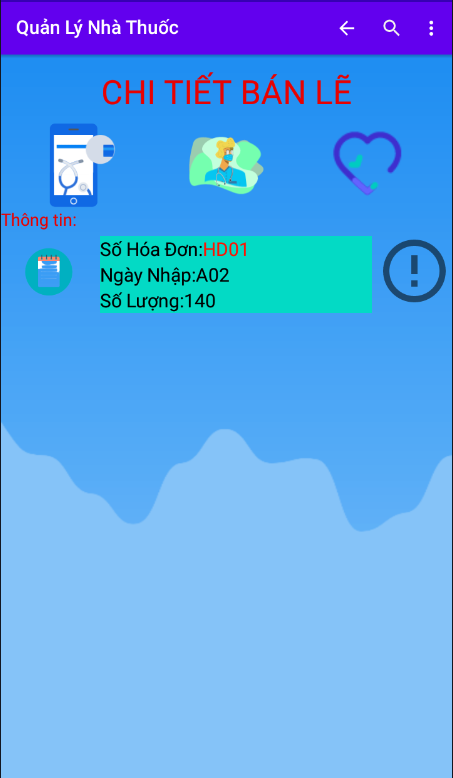 Quản Lý Nhà Thuốc
CHI TIẾT BÁN LẼ
Thông tin:
Số Hóa Đơn:HD01
Ngày Nhập:A02
Số Lượng:140